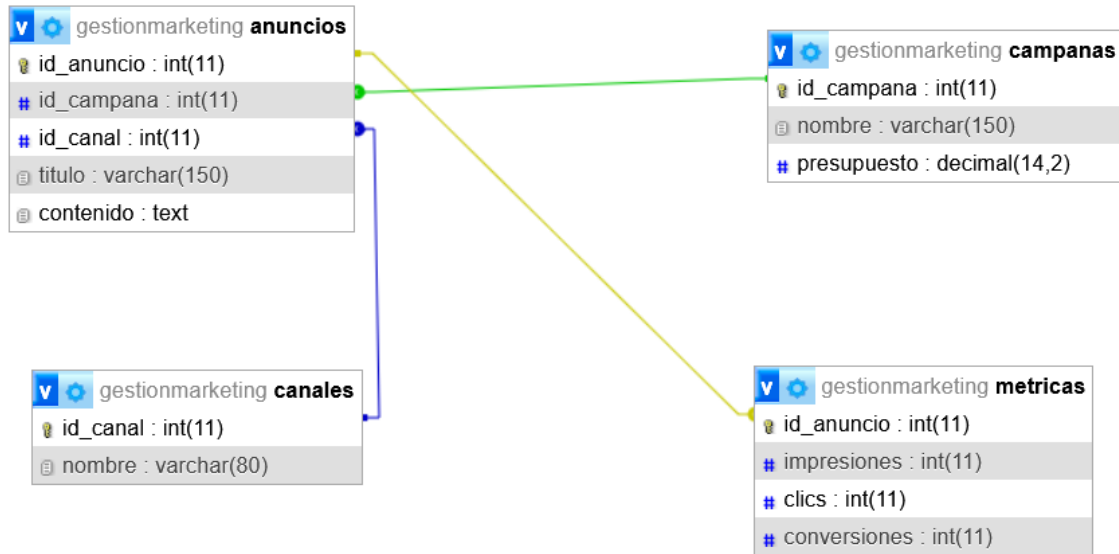 gestionmarketing anuncios
id_anuncio : int(11)
id_campana : int(11)
id_canal : int(11)
titulo : varchar(150)
contenido : text
gestionmarketing campanas
id_campana : int(11)
nombre : varchar(150)
presupuesto : decimal(14,2)
gestionmarketing canales
id_canal : int(11)
nombre : varchar(80)
gestionmarketing metricas
id_anuncio : int(11)
impresiones : int(11)
clics : int(11)
conversiones : int(11)